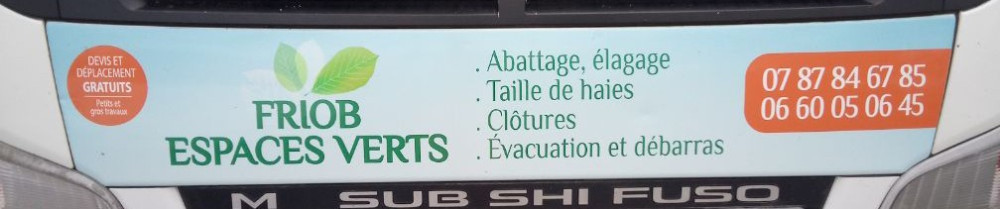 DEVIS ET
DÉPLACEMENT
GRATUITS
Petits et
gros travaux
FRIOB
ESPACES VERTS
. Abattage, élagage
. Taille de haies
. Clôtures
. Évacuation et débarras
07 87 84 67 85
06 60 05 06 45
M SUB SHI FUSO